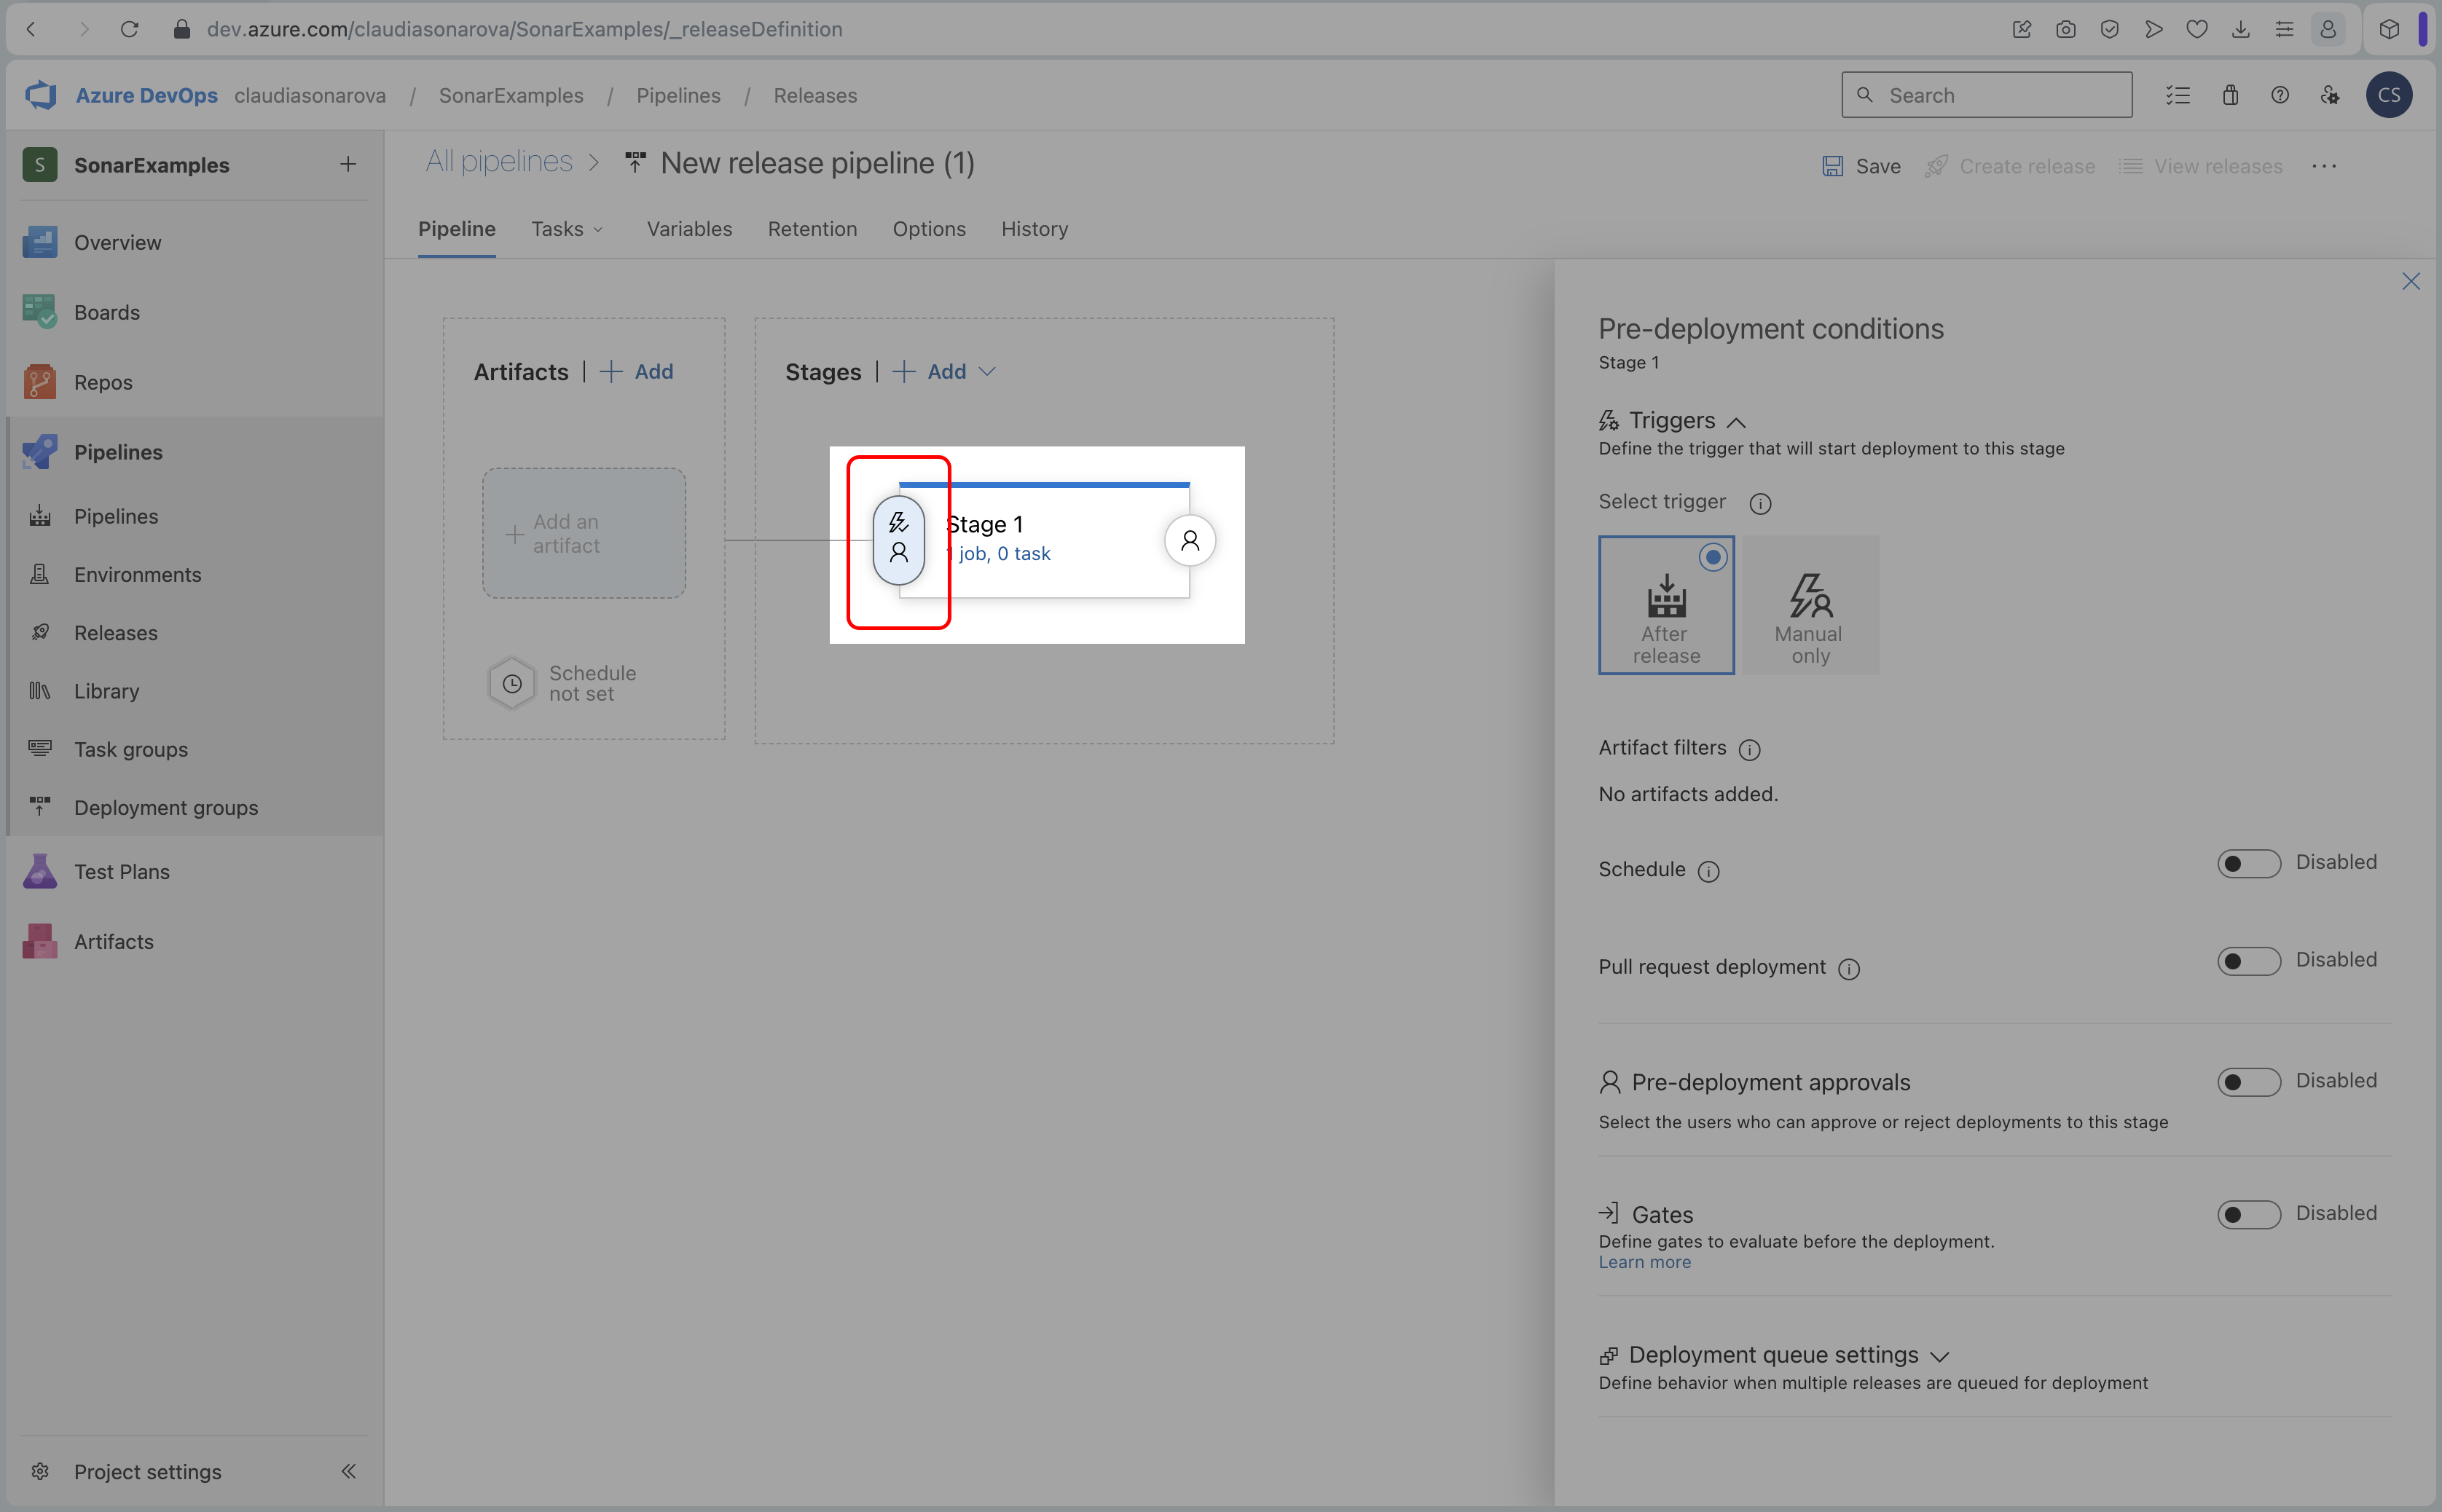 dev.azure.com/claudiasonarova/SonarExamples/_releaseDefinition
Azure DevOps claudiasonarova / SonarExamples / Pipelines / Releases
Search
CS
S SonarExamples
Overview
Boards
Repos
Pipelines
Pipelines
Environments
Releases
Library
Task groups
Deployment groups
Test Plans
Artifacts
Project settings
All pipelines > New release pipeline (1)
Save Create release View releases
Pipeline Tasks Variables Retention Options History
Artifacts | + Add
Add an
artifact
Schedule
not set
Stages | + Add
Stage 1
job, 0 task
Pre-deployment conditions
Stage 1
Triggers
Define the trigger that will start deployment to this stage
Select trigger
After
release
Manual
only
Artifact filters
No artifacts added.
Schedule
Disabled
Pull request deployment
Disabled
Pre-deployment approvals
Disabled
Select the users who can approve or reject deployments to this stage
Gates
Disabled
Define gates to evaluate before the deployment.
Learn more
Deployment queue settings
Define behavior when multiple releases are queued for deployment